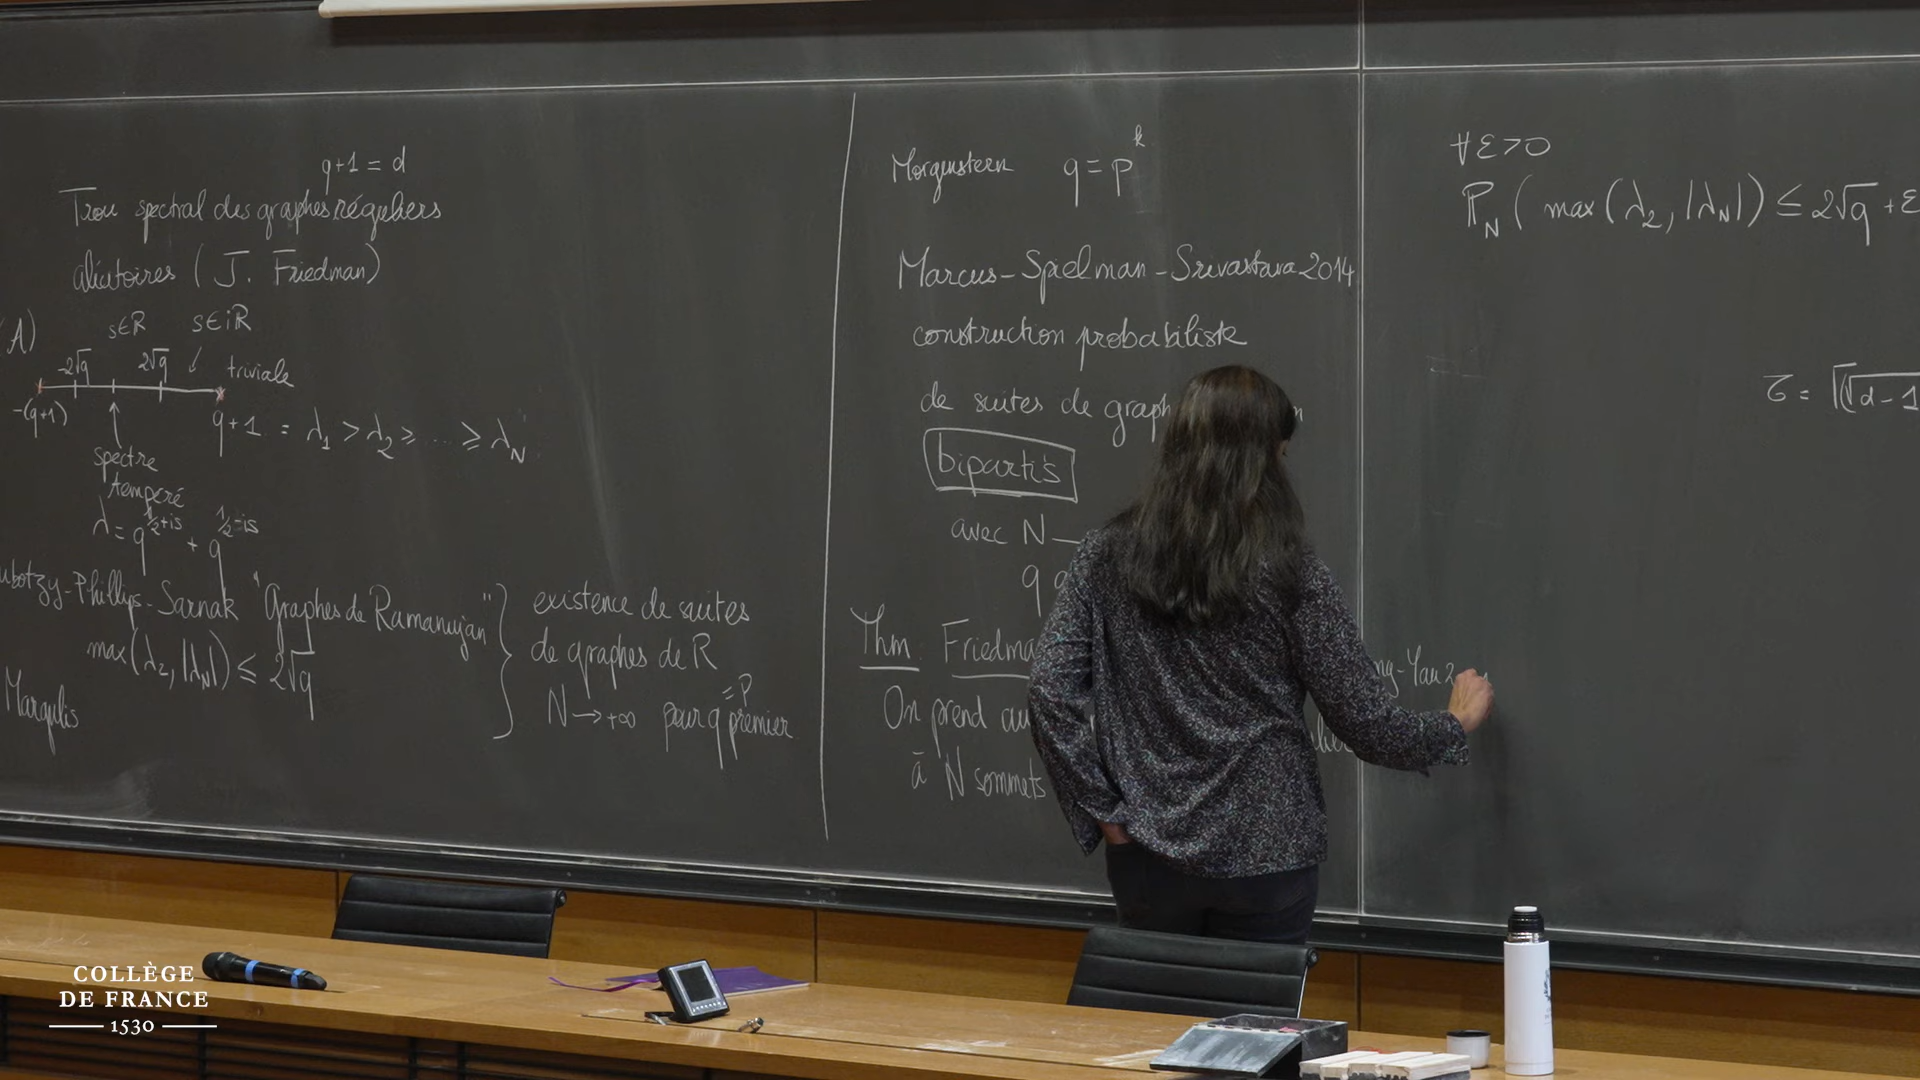 q+1 = d
Trou spectral des graphes réguliers
aléatoires (J. Friedman)
A)
s∈R s∈iR
-2√q 2√q triviale
-(q+1)
q+1 = λ₁ > λ₂ ≥ ... ≥ λ_N
spectre
tempéré
λ = q^{1/2+is} + q^{1/2-is}
Phillips-Sarnak "Graphes de Ramanujan"
max(λ₂, |λ_N|) ≤ 2√q
Margulis
existence de suites
de graphes de R
N → +∞ pour q premier
=p
Morgenstern q = p^k
Marcus-Spielman-Srivastava 2014
construction probabiliste
de suites de
bipartis
avec N
q
Thm: Friedma
On prend au
à N sommets
-Yau 2
∀ε>0
P_N ( max(λ₂, |λ_N|) ≤ 2√q + ε
√d-1
COLLÈGE
DE FRANCE
1530